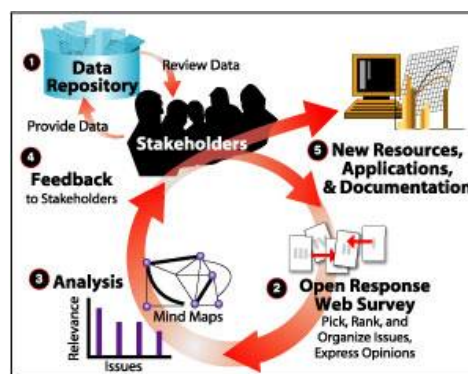 1
Data
Repository
Review Data
Provide Data
Stakeholders
4
Feedback
to Stakeholders
5
New Resources,
Applications,
& Documentation
3
Analysis
Relevance
Issues
Mind Maps
2
Open Response
Web Survey
Pick, Rank, and
Organize Issues,
Express Opinions